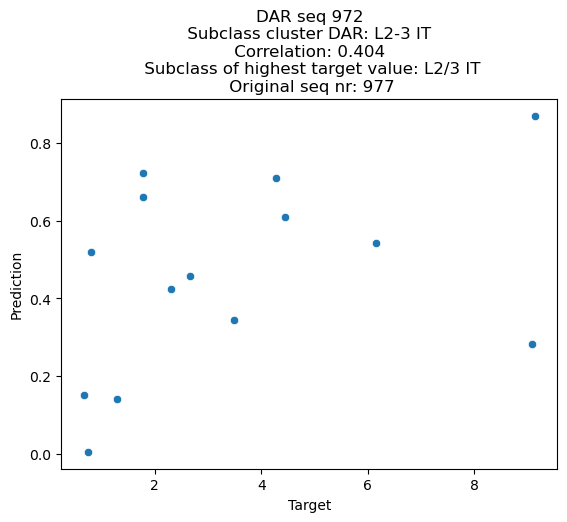 DAR seq 972
Subclass cluster DAR: L2-3 IT
Correlation: 0.404
Subclass of highest target value: L2/3 IT
Original seq nr: 977
0.8
0.6
0.4
0.2
0.0
Prediction
2 4 6 8
Target